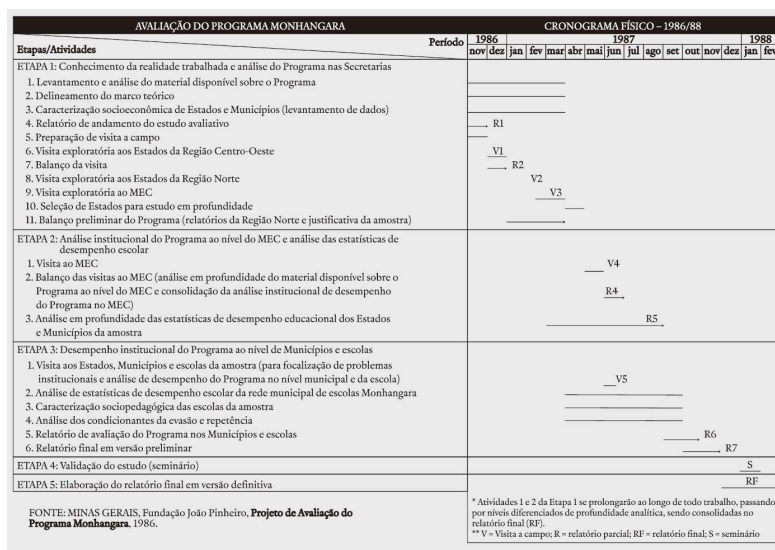 AVALIAÇÃO DO PROGRAMA MONHANGARA
CRONOGRAMA FÍSICO – 1986/88
Período
1986 1987 1988
Etapas/Atividades
nov dez jan fev mar abr mai jun jul ago set out nov dez jan fev
ETAPA 1: Conhecimento da realidade trabalhada e análise do Programa nas Secretarias
1. Levantamento e análise do material disponível sobre o Programa
2. Delineamento do marco teórico
3. Caracterização socioeconômica de Estados e Municípios (levantamento de dados)
4. Relatório de andamento do estudo avaliativo R1
5. Preparação de visita a campo
6. Visita exploratória aos Estados da Região Centro-Oeste V1
7. Balanço da visita R2
8. Visita exploratória aos Estados da Região Norte V2
9. Visita exploratória ao MEC V3
10. Seleção de Estados para estudo em profundidade
11. Balanço preliminar do Programa (relatórios da Região Norte e justificativa da amostra)
ETAPA 2: Análise institucional do Programa ao nível do MEC e análise das estatísticas de
desempenho escolar
1. Visita ao MEC V4
2. Balanço das visitas ao MEC (análise em profundidade do material disponível sobre o
Programa ao nível do MEC e consolidação da análise institucional de desempenho R4
do Programa no MEC)
3. Análise em profundidade das estatísticas de desempenho educacional dos Estados R5
e Municípios da amostra
ETAPA 3: Desempenho institucional do Programa ao nível de Municípios e escolas
1. Visita aos Estados, Municípios e escolas da amostra (para focalização de problemas
institucionais e análise de desempenho do Programa no nível municipal e da escola) V5
2. Análise de estatísticas de desempenho escolar da rede municipal de escolas Monhangara
3. Caracterização sociopedagógica das escolas da amostra
4. Análise dos condicionantes da evasão e repetência
5. Relatório de avaliação do Programa nos Municípios e escolas R6
6. Relatório final em versão preliminar R7
ETAPA 4: Validação do estudo (seminário) S
ETAPA 5: Elaboração do relatório final em versão definitiva RF
FONTE: MINAS GERAIS, Fundação João Pinheiro, Projeto de Avaliação do
Programa Monhangara, 1986.
* Atividades 1 e 2 da Etapa 1 se prolongarão ao longo de todo trabalho, passando
por níveis diferenciados de profundidade analítica, sendo consolidadas no
relatório final (RF).
** V = Visita a campo; R = relatório parcial; RF = relatório final; S = seminário